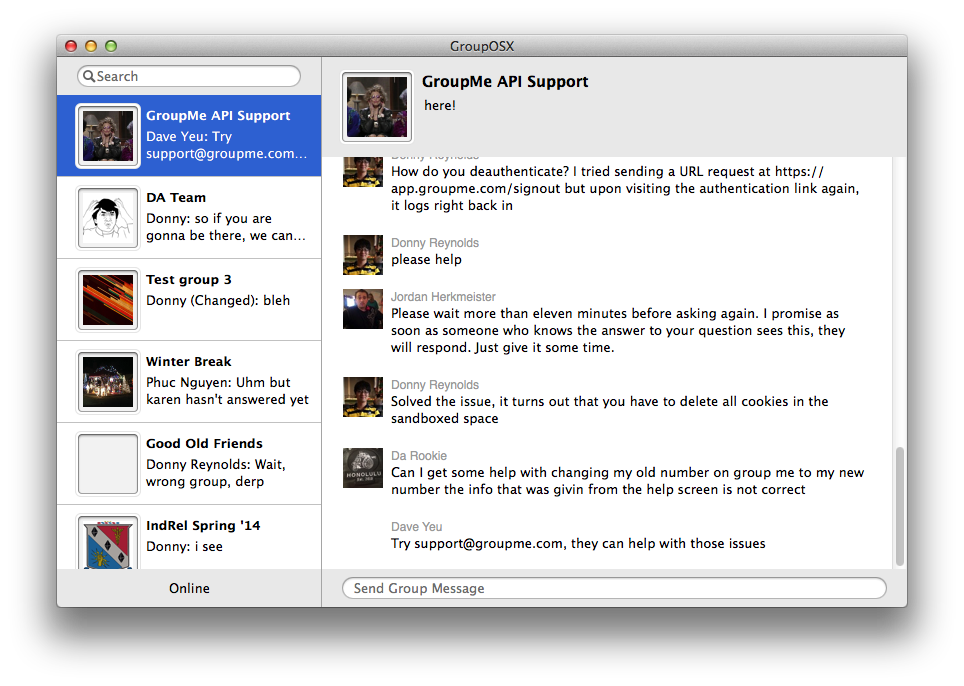 GroupOSX
Search
GroupMe API Support
Dave Yeu: Try
support@groupme.com...
DA Team
Donny: so if you are
gonna be there, we can...
Test group 3
Donny (Changed): bleh
Winter Break
Phuc Nguyen: Uhm but
karen hasn't answered yet
Good Old Friends
Donny Reynolds: Wait,
wrong group, derp
IndRel Spring '14
Donny: i see
Online
GroupMe API Support
here!
Donny Reynolds
How do you deauthenticate? I tried sending a URL request at https://
app.groupme.com/signout but upon visiting the authentication link again,
it logs right back in
Donny Reynolds
please help
Jordan Herkmeister
Please wait more than eleven minutes before asking again. I promise as
soon as someone who knows the answer to your question sees this, they
will respond. Just give it some time.
Donny Reynolds
Solved the issue, it turns out that you have to delete all cookies in the
sandboxed space
Da Rookie
HONOLULU
Can I get some help with changing my old number on group me to my new
number the info that was givin from the help screen is not correct
Dave Yeu
Try support@groupme.com, they can help with those issues
Send Group Message